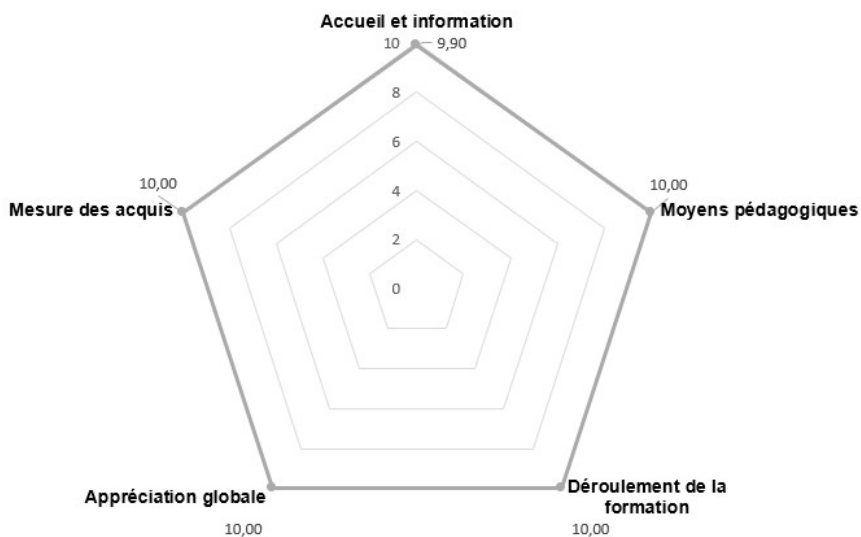 Accueil et information
10
9,90
8
6
4
2
0
10,00
Moyens pédagogiques
10,00
Mesure des acquis
Déroulement de la
formation
10,00
Appréciation globale
10,00